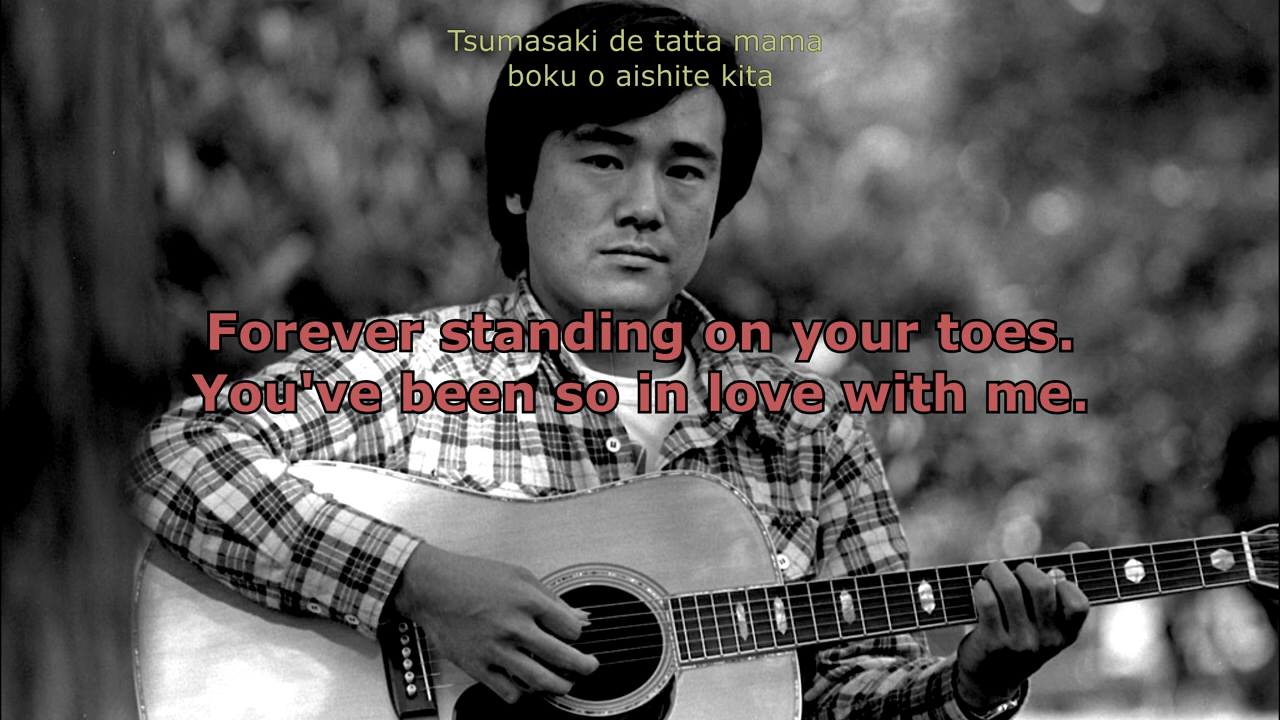 Tsumasaki de tatta mama
boku o aishite kita
Forever standing on your toes.
You've been so in love with me.